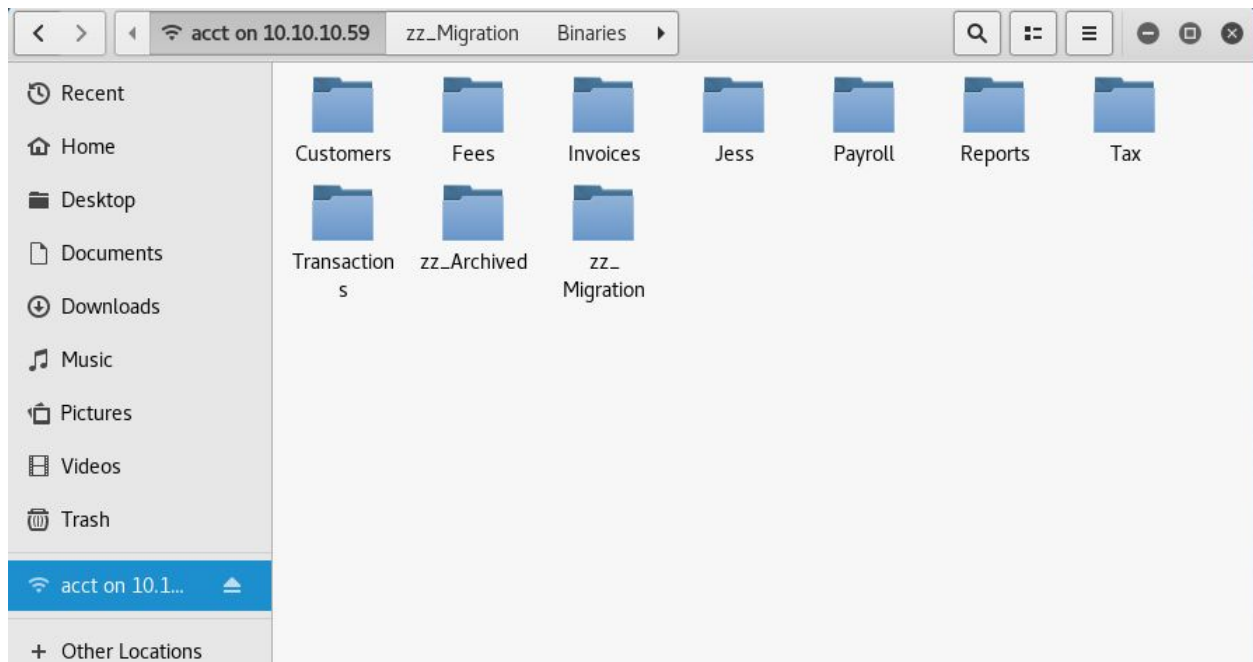 acct on 10.10.10.59 zz_Migration Binaries
Recent
Home
Desktop
Documents
Downloads
Music
Pictures
Videos
Trash
acct on 10.1...
+ Other Locations
Customers Fees Invoices Jess Payroll Reports Tax
Transaction zz_Archived zz_
s Migration